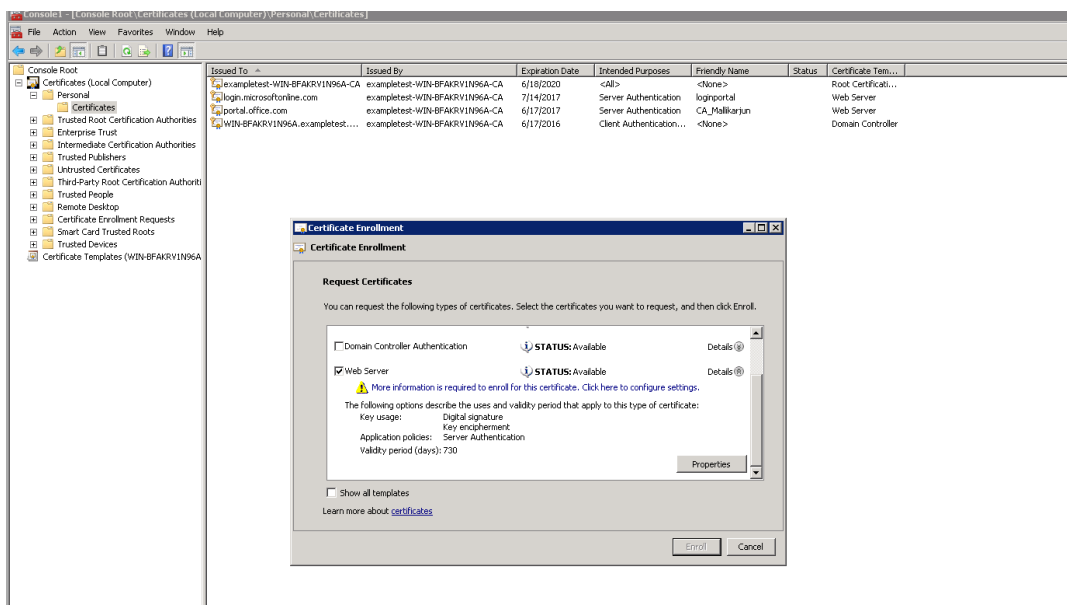 Console1 - [Console Root\Certificates (Local Computer)\Personal\Certificates]
File Action View Favorites Window Help
Console Root
Certificates (Local Computer)
Personal
Certificates
Trusted Root Certification Authorities
Enterprise Trust
Intermediate Certification Authorities
Trusted Publishers
Untrusted Certificates
Third-Party Root Certification Authoriti
Trusted People
Remote Desktop
Certificate Enrollment Requests
Smart Card Trusted Roots
Trusted Devices
Certificate Templates (WIN-BFAKRV1N96A
Issued To Issued By Expiration Date Intended Purposes Friendly Name Status Certificate Tem...
exampletest-WIN-BFAKRV1N96A-CA exampletest-WIN-BFAKRV1N96A-CA 6/18/2020 <All> <None> Root Certificati...
login.microsoftonline.com exampletest-WIN-BFAKRV1N96A-CA 7/14/2017 Server Authentication loginportal Web Server
portal.office.com exampletest-WIN-BFAKRV1N96A-CA 6/17/2017 Server Authentication CA_Mallikarjun Web Server
WIN-BFAKRV1N96A.exampletest.... exampletest-WIN-BFAKRV1N96A-CA 6/17/2016 Client Authentication... <None> Domain Controller
Certificate Enrollment
Certificate Enrollment
Request Certificates
You can request the following types of certificates. Select the certificates you want to request, and then click Enroll.
Domain Controller Authentication STATUS: Available Details
Web Server STATUS: Available Details
More information is required to enroll for this certificate. Click here to configure settings.
The following options describe the uses and validity period that apply to this type of certificate:
Key usage: Digital signature
Key encipherment
Application policies: Server Authentication
Validity period (days): 730
Properties
Show all templates
Learn more about certificates
Enroll Cancel